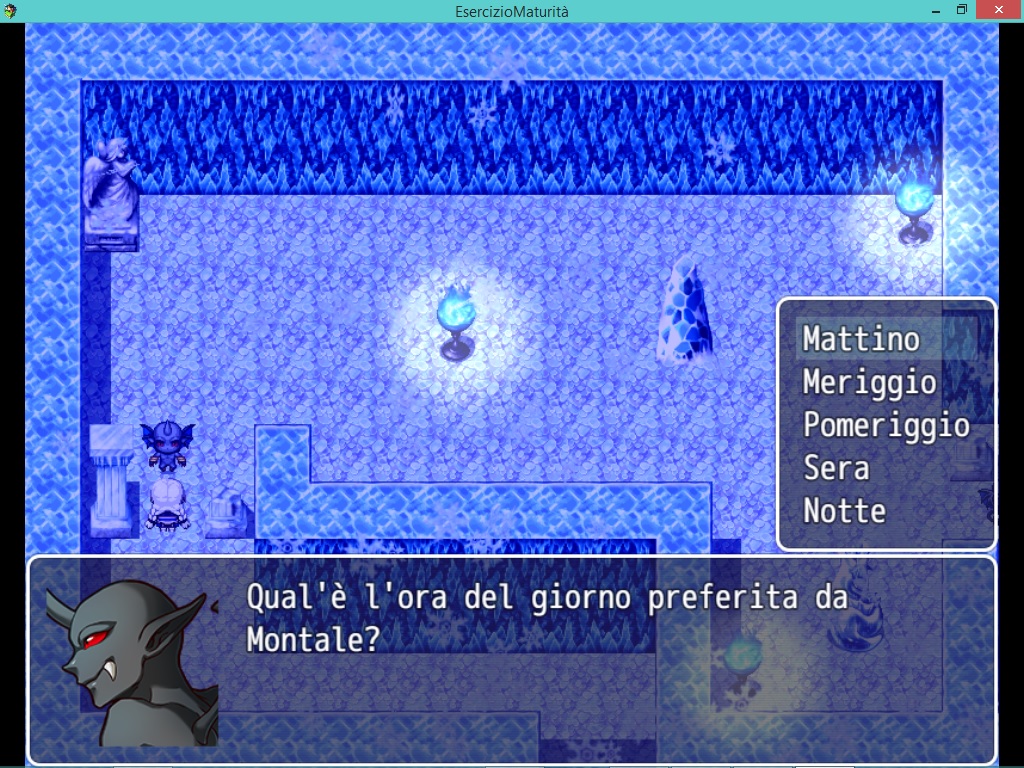 EsercizioMaturità
Mattino
Meriggio
Pomeriggio
Sera
Notte
Qual'è l'ora del giorno preferita da
Montale?